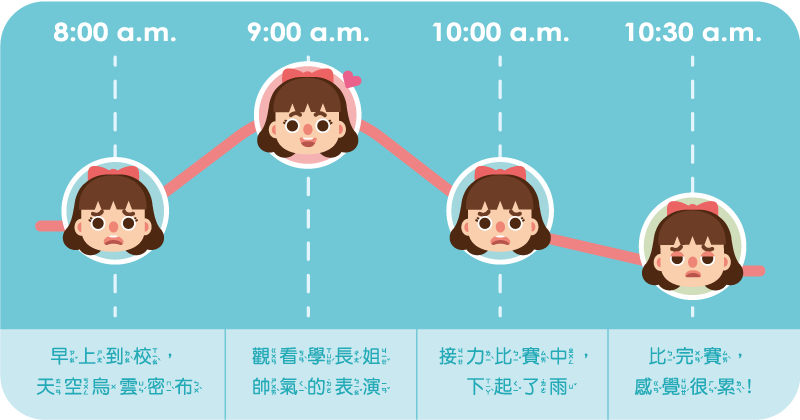 8:00 a.m.
9:00 a.m.
10:00 a.m.
10:30 a.m.
早上到校，
天空烏雲密布
觀看學長姐
帥氣的表演
接力比賽中，
下起了雨
比完賽，
感覺很累！